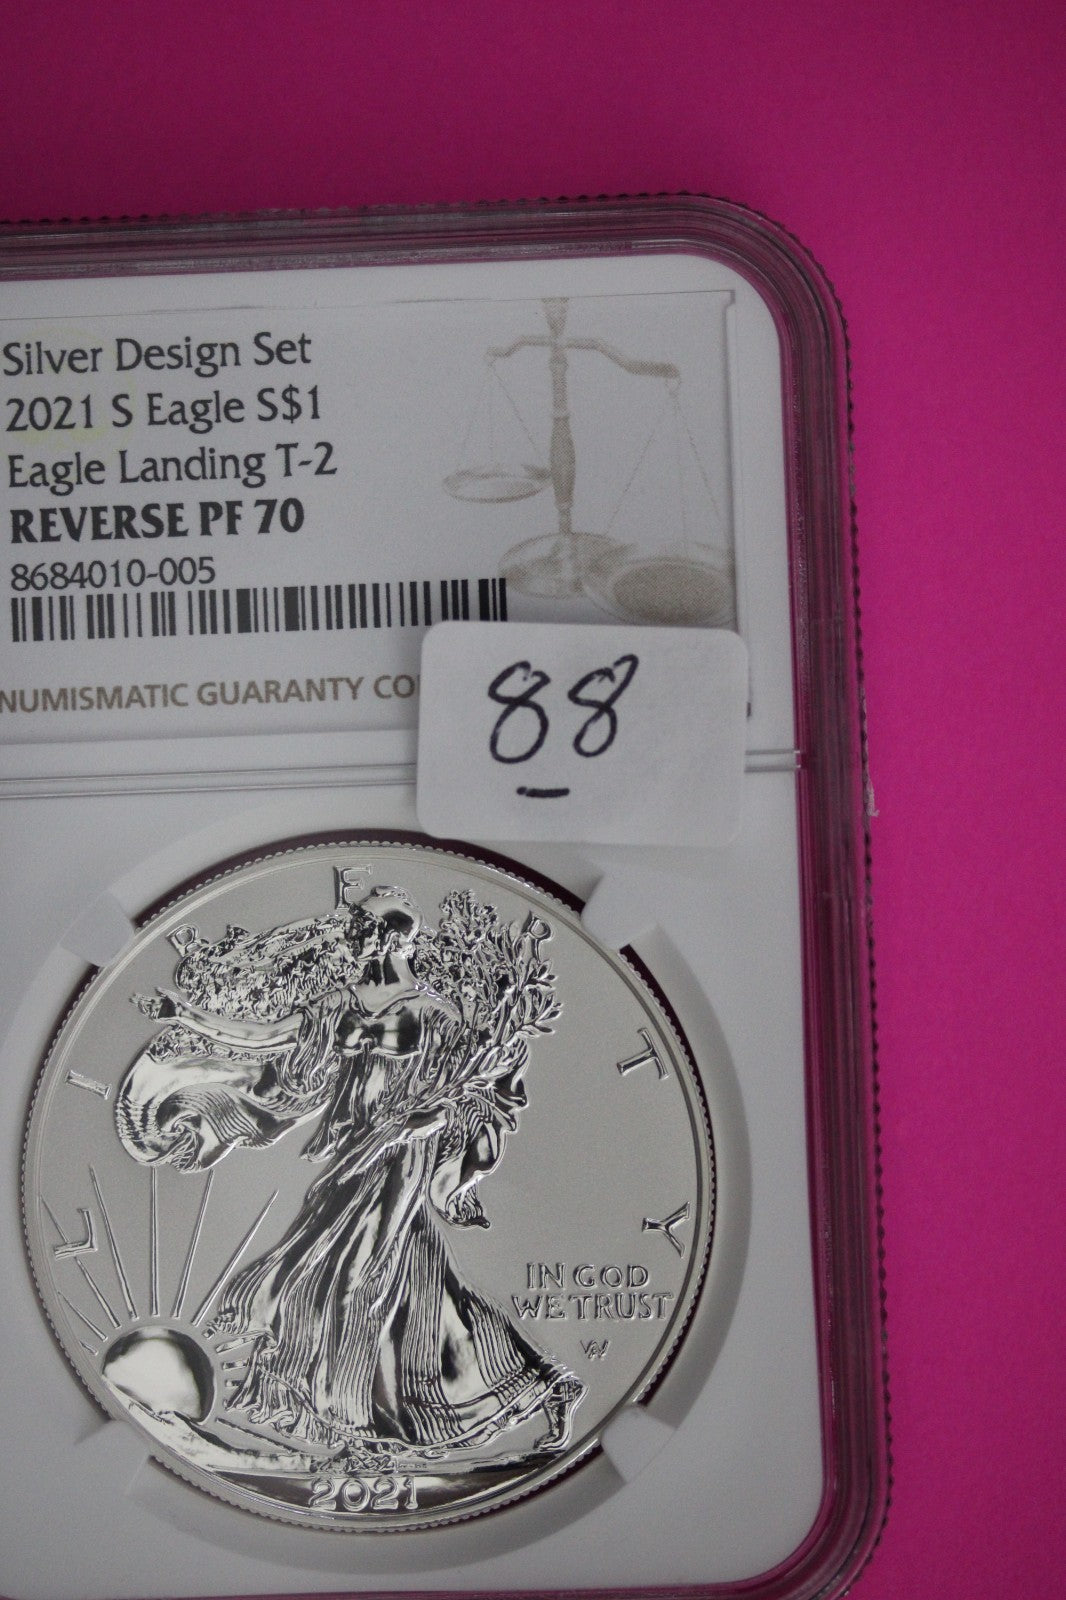 Silver Design Set
2021 S Eagle S$1
Eagle Landing T-2
REVERSE PF 70
8684010-005
NUMISMATIC GUARANTY CO
88
LIBERTY
IN GOD
WE TRUST
2021